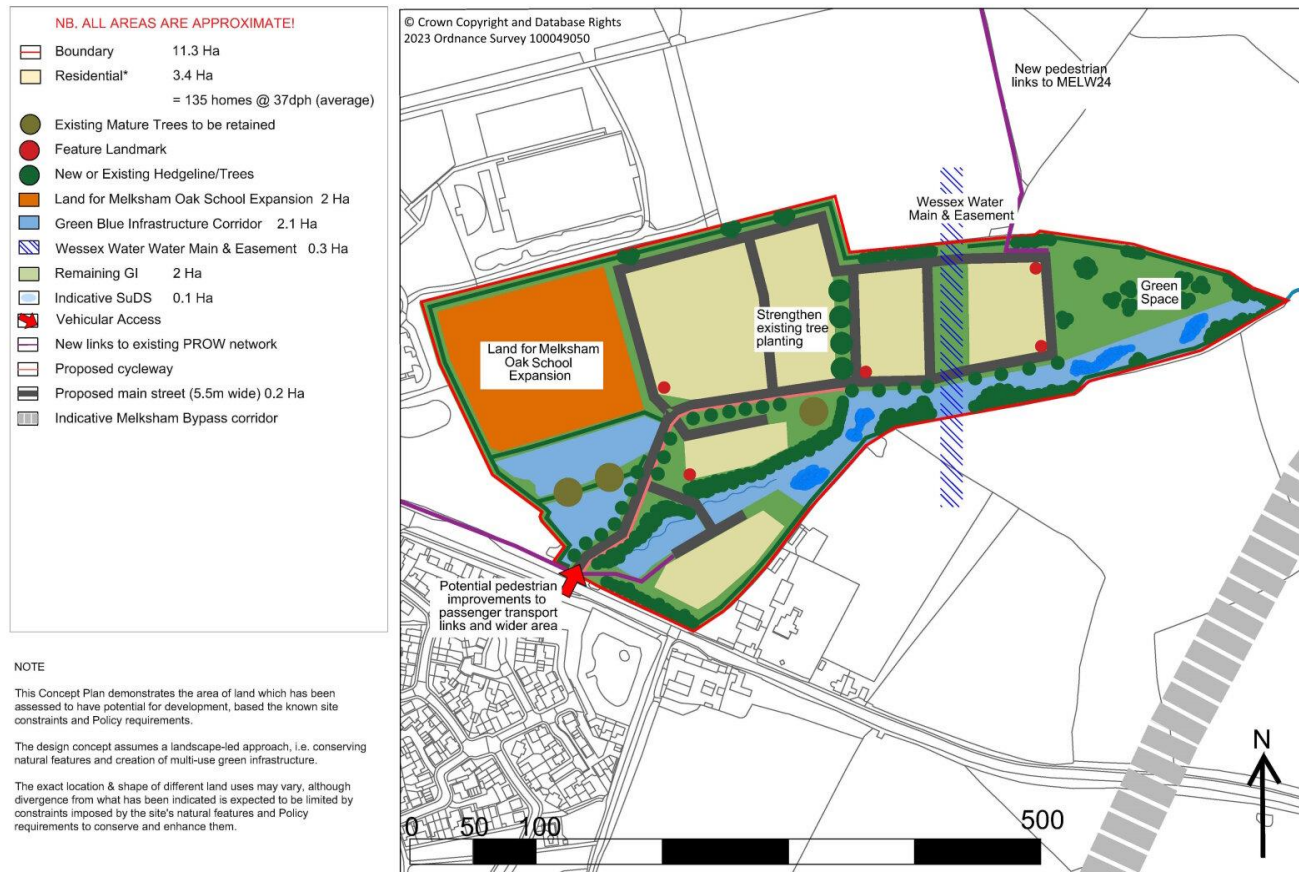 NB. ALL AREAS ARE APPROXIMATE!
Boundary 11.3 Ha
Residential* 3.4 Ha
= 135 homes @ 37dph (average)
Existing Mature Trees to be retained
Feature Landmark
New or Existing Hedgeline/Trees
Land for Melksham Oak School Expansion 2 Ha
Green Blue Infrastructure Corridor 2.1 Ha
Wessex Water Water Main & Easement 0.3 Ha
Remaining GI 2 Ha
Indicative SuDS 0.1 Ha
Vehicular Access
New links to existing PROW network
Proposed cycleway
Proposed main street (5.5m wide) 0.2 Ha
Indicative Melksham Bypass corridor
NOTE
This Concept Plan demonstrates the area of land which has been
assessed to have potential for development, based the known site
constraints and Policy requirements.
The design concept assumes a landscape-led approach, i.e. conserving
natural features and creation of multi-use green infrastructure.
The exact location & shape of different land uses may vary, although
divergence from what has been indicated is expected to be limited by
constraints imposed by the site's natural features and Policy
requirements to conserve and enhance them.
© Crown Copyright and Database Rights
2023 Ordnance Survey 100049050
New pedestrian
links to MELW24
Wessex Water
Main & Easement
Green
Space
Strengthen
existing tree
planting
Land for Melksham
Oak School
Expansion
Potential pedestrian
improvements to
passenger transport
links and wider area
N
0 50 100 500